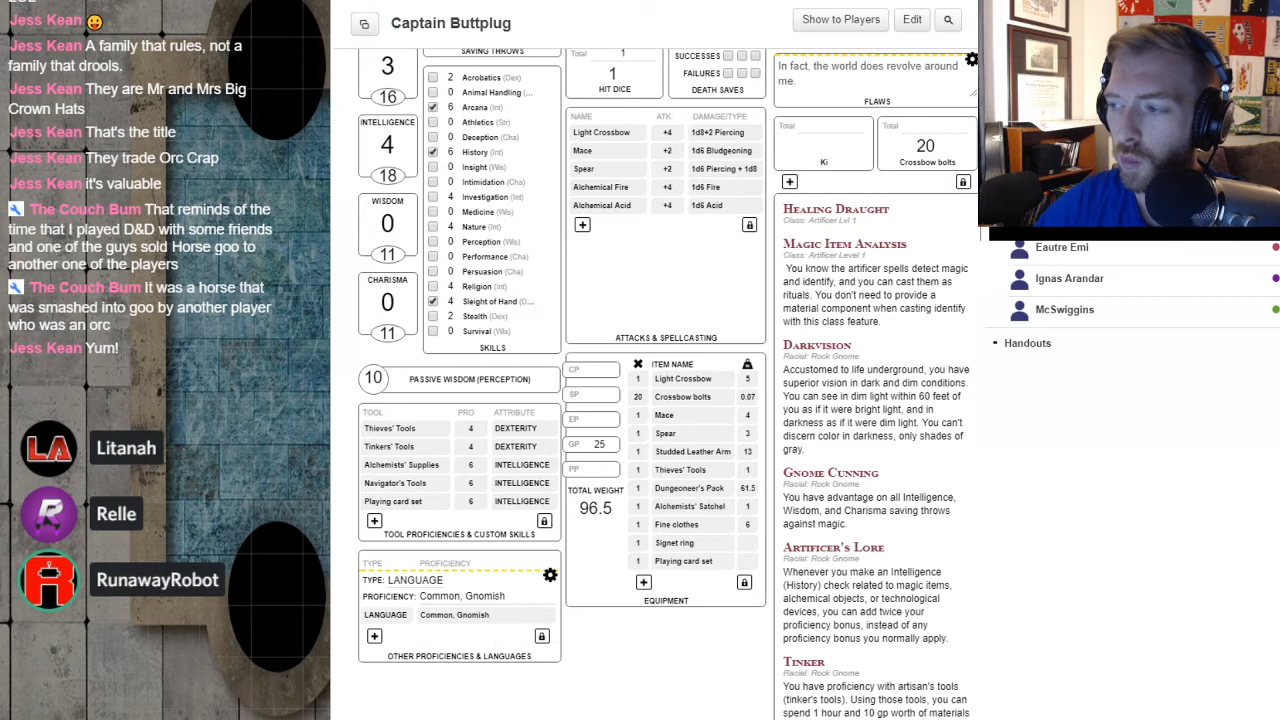 LOL
Jess Kean
Jess Kean A family that rules, not a
family that drools.
Jess Kean They are Mr and Mrs Big
Crown Hats
Jess Kean That's the title
Jess Kean They trade Orc Crap
Jess Kean it's valuable
The Couch Bum That reminds of the
time that I played D&D with some friends
and one of the guys sold Horse goo to
another one of the players
The Couch Bum It was a horse that
was smashed into goo by another player
who was an orc
Jess Kean Yum!
LA Litanah
R Relle
RunawayRobot
Captain Buttplug
Show to Players
Edit
3
16
INTELLIGENCE
4
18
WISDOM
0
11
CHARISMA
0
11
SAVING THROWS
2 Acrobatics (Dex)
0 Animal Handling (...
6 Arcana (Int)
0 Athletics (Str)
0 Deception (Cha)
6 History (Int)
0 Insight (Wis)
0 Intimidation (Cha)
4 Investigation (Int)
0 Medicine (Wis)
4 Nature (Int)
0 Perception (Wis)
0 Performance (Cha)
0 Persuasion (Cha)
4 Religion (Int)
4 Sleight of Hand (D...
2 Stealth (Dex)
0 Survival (Wis)
SKILLS
10 PASSIVE WISDOM (PERCEPTION)
TOOL PRO ATTRIBUTE
Thieves' Tools 4 DEXTERITY
Tinkers' Tools 4 DEXTERITY
Alchemists' Supplies 6 INTELLIGENCE
Navigator's Tools 6 INTELLIGENCE
Playing card set 6 INTELLIGENCE
TOOL PROFICIENCIES & CUSTOM SKILLS
TYPE PROFICIENCY
TYPE: LANGUAGE
PROFICIENCY: Common, Gnomish
LANGUAGE Common, Gnomish
OTHER PROFICIENCIES & LANGUAGES
Total 1
1
HIT DICE
SUCCESSES
FAILURES
DEATH SAVES
NAME ATK DAMAGE/TYPE
Light Crossbow +4 1d8+2 Piercing
Mace +2 1d6 Bludgeoning
Spear +2 1d6 Piercing + 1d8
Alchemical Fire +4 1d6 Fire
Alchemical Acid +4 1d6 Acid
ATTACKS & SPELLCASTING
CP
SP
EP
GP 25
PP
TOTAL WEIGHT
96.5
ITEM NAME
1 Light Crossbow 5
20 Crossbow bolts 0.07
1 Mace 4
1 Spear 3
1 Studded Leather Arm 13
1 Thieves' Tools 1
1 Dungeoneer's Pack 61.5
1 Alchemists' Satchel 1
1 Fine clothes 6
1 Signet ring
1 Playing card set
EQUIPMENT
In fact, the world does revolve around
me.
FLAWS
Total
Ki
Total
20
Crossbow bolts
Healing Draught
Class: Artificer Lvl 1
Magic Item Analysis
Class: Artificer Level 1
You know the artificer spells detect magic
and identify, and you can cast them as
rituals. You don't need to provide a
material component when casting identify
with this class feature.
Darkvision
Racial: Rock Gnome
Accustomed to life underground, you have
superior vision in dark and dim conditions.
You can see in dim light within 60 feet of
you as if it were bright light, and in
darkness as if it were dim light. You can't
discern color in darkness, only shades of
gray.
Gnome Cunning
Racial: Rock Gnome
You have advantage on all Intelligence,
Wisdom, and Charisma saving throws
against magic.
Artificer's Lore
Racial: Rock Gnome
Whenever you make an Intelligence
(History) check related to magic items,
alchemical objects, or technological
devices, you can add twice your
proficiency bonus, instead of any
proficiency bonus you normally apply.
Tinker
Racial: Rock Gnome
You have proficiency with artisan's tools
(tinker's tools). Using those tools, you can
spend 1 hour and 10 gp worth of materials
Eautre Emi
Ignas Arandar
McSwiggins
Handouts